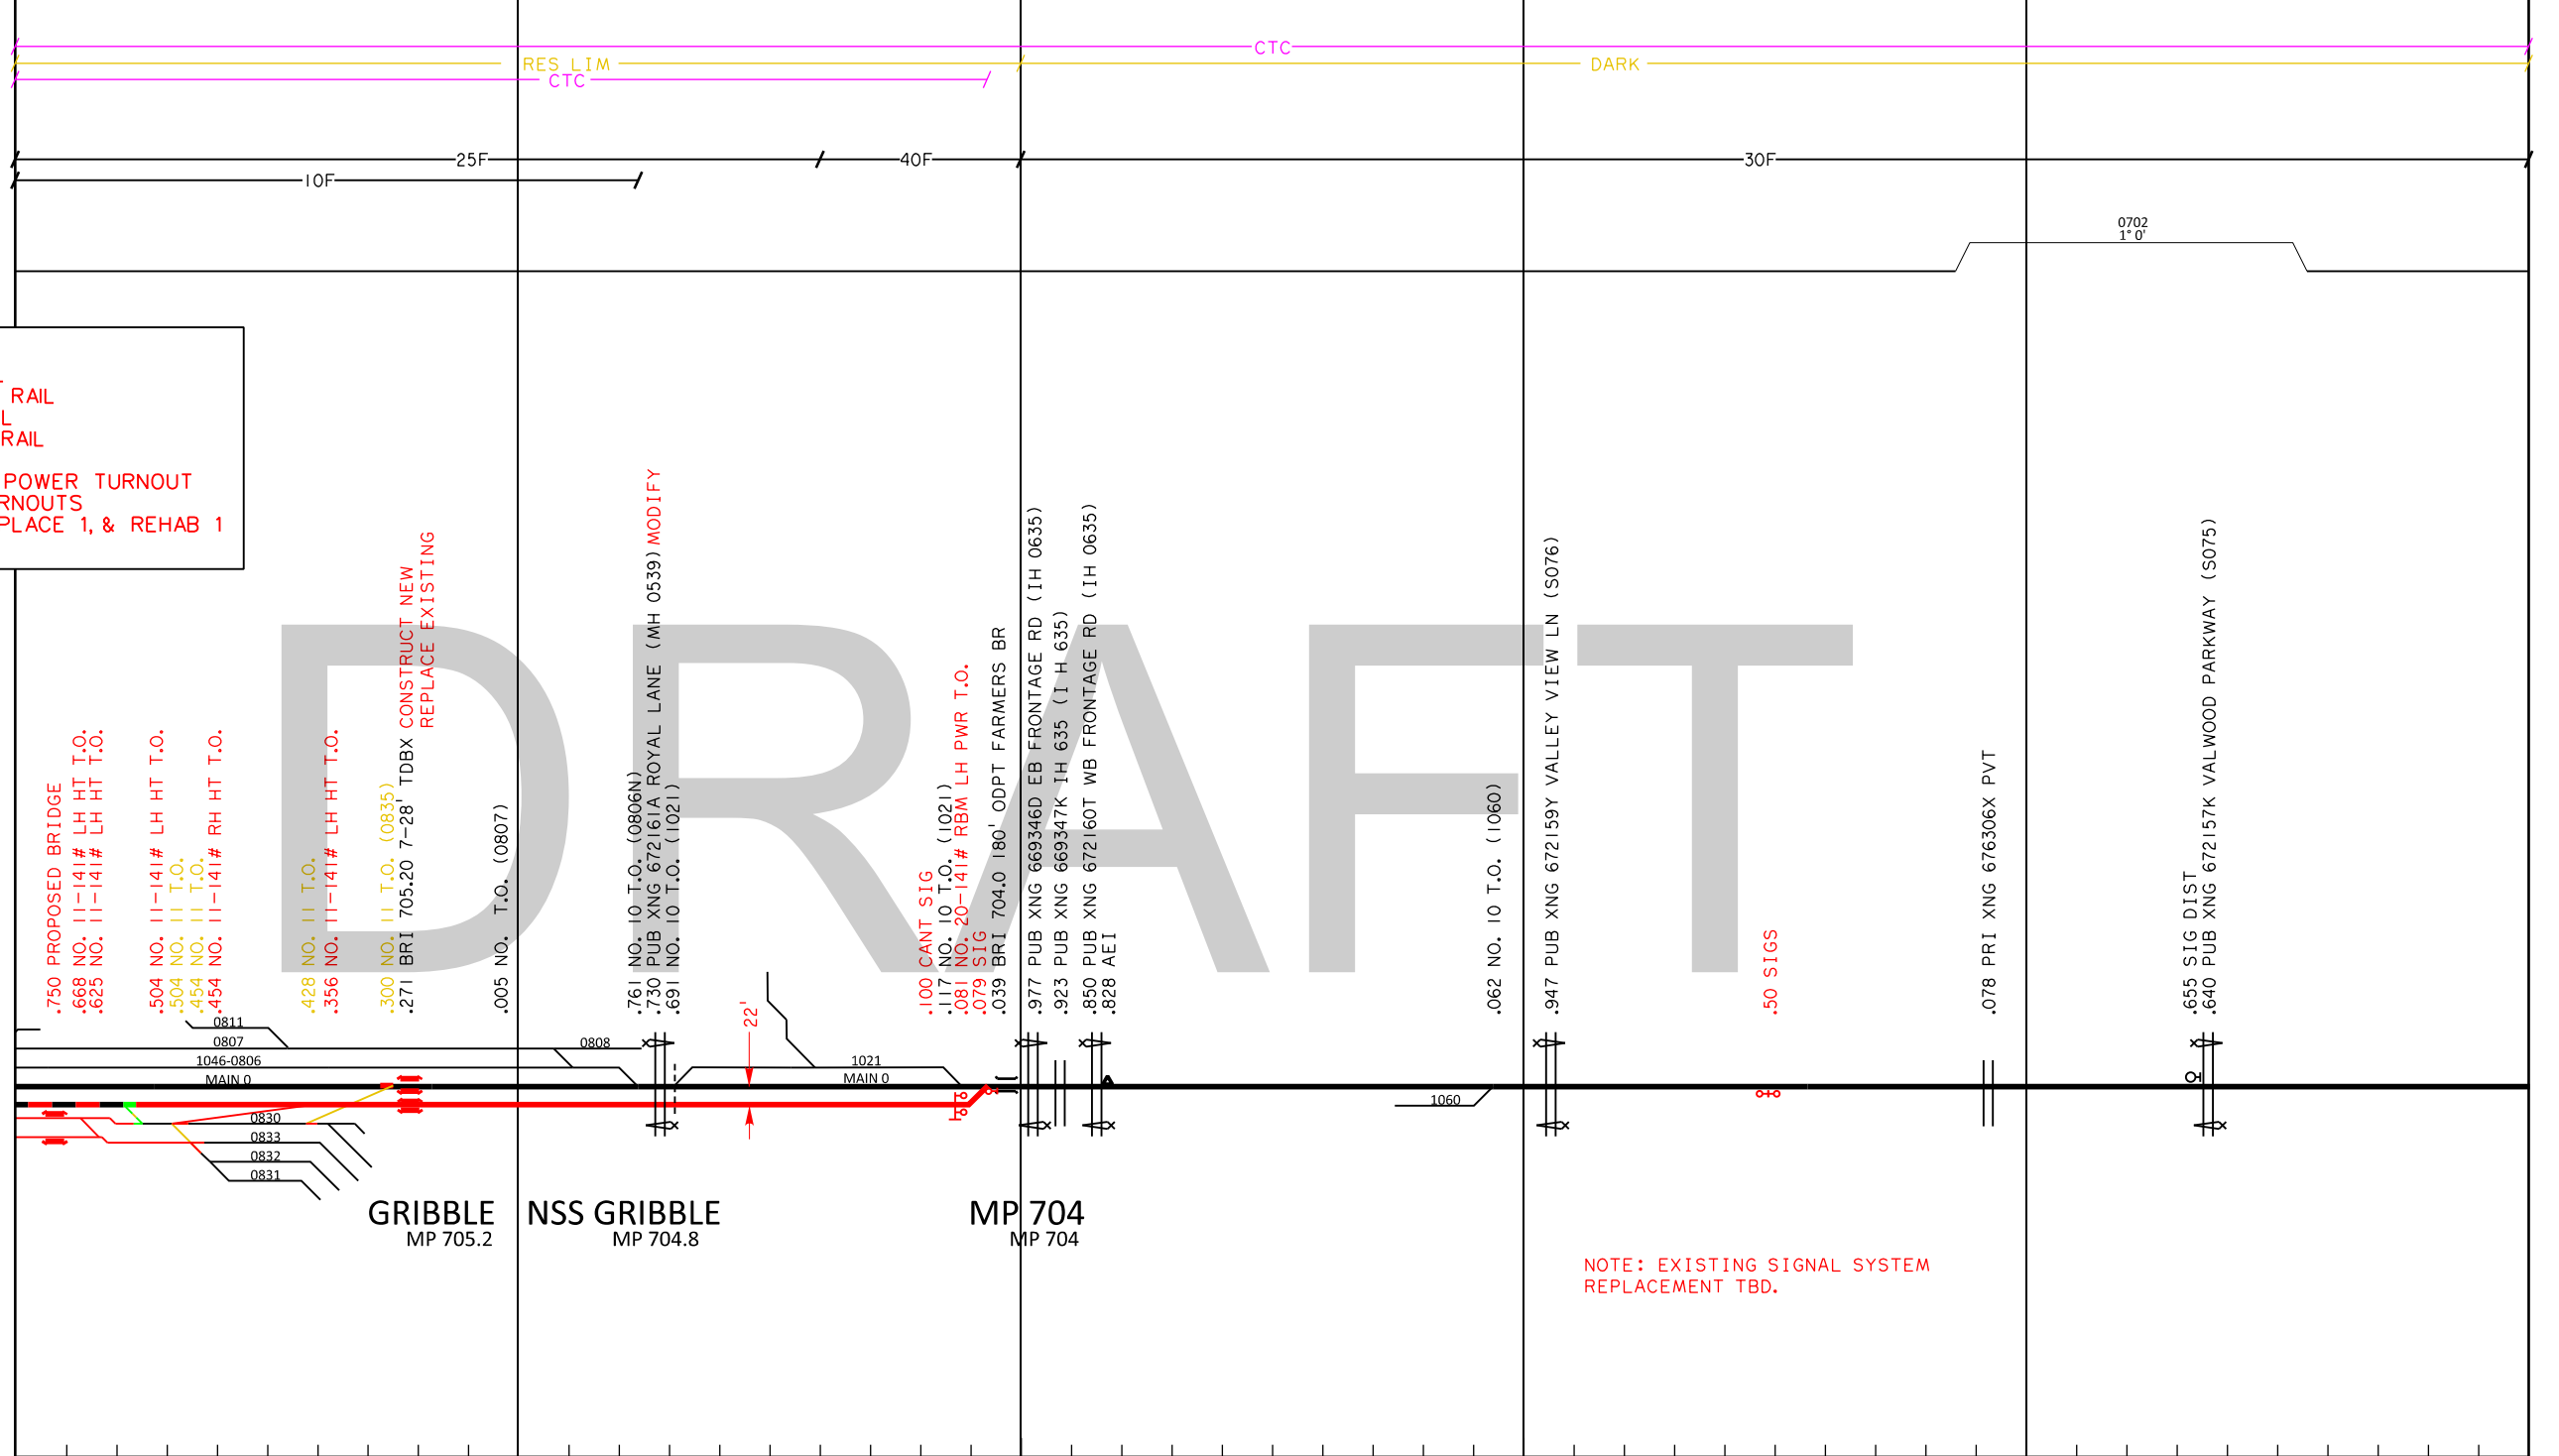 CTC
RES LIM
DARK
CTC
25F
40F
30F
10F
0702
1° 0'
RAIL
L
RAIL
POWER TURNOUT
RNOUTS
PLACE 1, & REHAB 1
DRAFT
.750 PROPOSED BRIDGE
.668 NO. 11-141# LH HT T.O.
.625 NO. 11-141# LH HT T.O.
.504 NO. 11-141# LH HT T.O.
.504 NO. 11 T.O.
.454 NO. 11 T.O.
.454 NO. 11-141# RH HT T.O.
.428 NO. 11 T.O.
.356 NO. 11-141# LH HT T.O.
.300 NO. 11 T.O. (0835)
.271 BRI 705.20 7-28' TDBX CONSTRUCT NEW
REPLACE EXISTING
.005 NO.  T.O. (0807)
.761 NO. 10 T.O. (0806N)
.730 PUB XNG 672161A ROYAL LANE (MH 0539) MODIFY
.691 NO. 10 T.O. (1021)
22'
.100 CANT SIG
.117 NO. 10 T.O. (1021)
.081 NO. 20-141# RBM LH PWR T.O.
.079 SIG
.039 BRI 704.0 180' ODPT FARMERS BR
.977 PUB XNG 669346D EB FRONTAGE RD (IH 0635)
.923 PUB XNG 669347K IH 635 (I H 635)
.850 PUB XNG 672160T WB FRONTAGE RD (IH 0635)
.828 AEI
.062 NO. 10 T.O. (1060)
.947 PUB XNG 672159Y VALLEY VIEW LN (S076)
.50 SIGS
.078 PRI XNG 676306X PVT
.655 SIG DIST
.640 PUB XNG 672157K VALWOOD PARKWAY (S075)
0811
0807
0808
1046-0806
1021
MAIN 0
MAIN 0
1060
0830
0833
0832
0831
GRIBBLE
MP 705.2
NSS GRIBBLE
MP 704.8
MP 704
MP 704
NOTE: EXISTING SIGNAL SYSTEM
REPLACEMENT TBD.